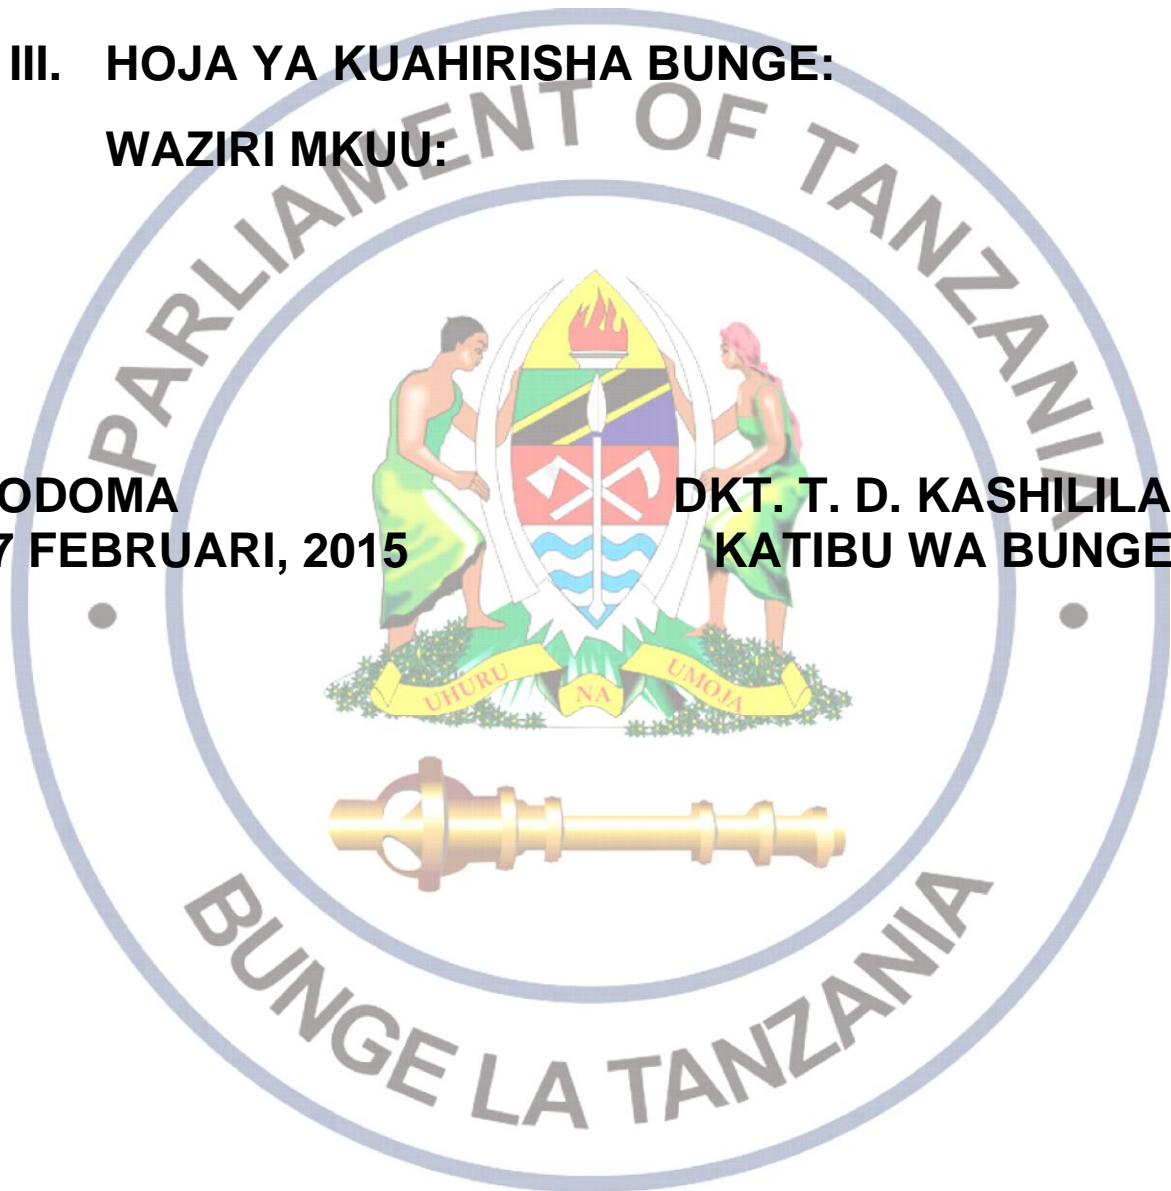 III. HOJA YA KUAHIRISHA BUNGE:
WAZIRI MKUU:
PARLIAMENT OF TANZANIA
ODOMA DKT. T. D. KASHILILA
7 FEBRUARI, 2015 KATIBU WA BUNGE
UHURU NA UMOJA
BUNGE LA TANZANIA